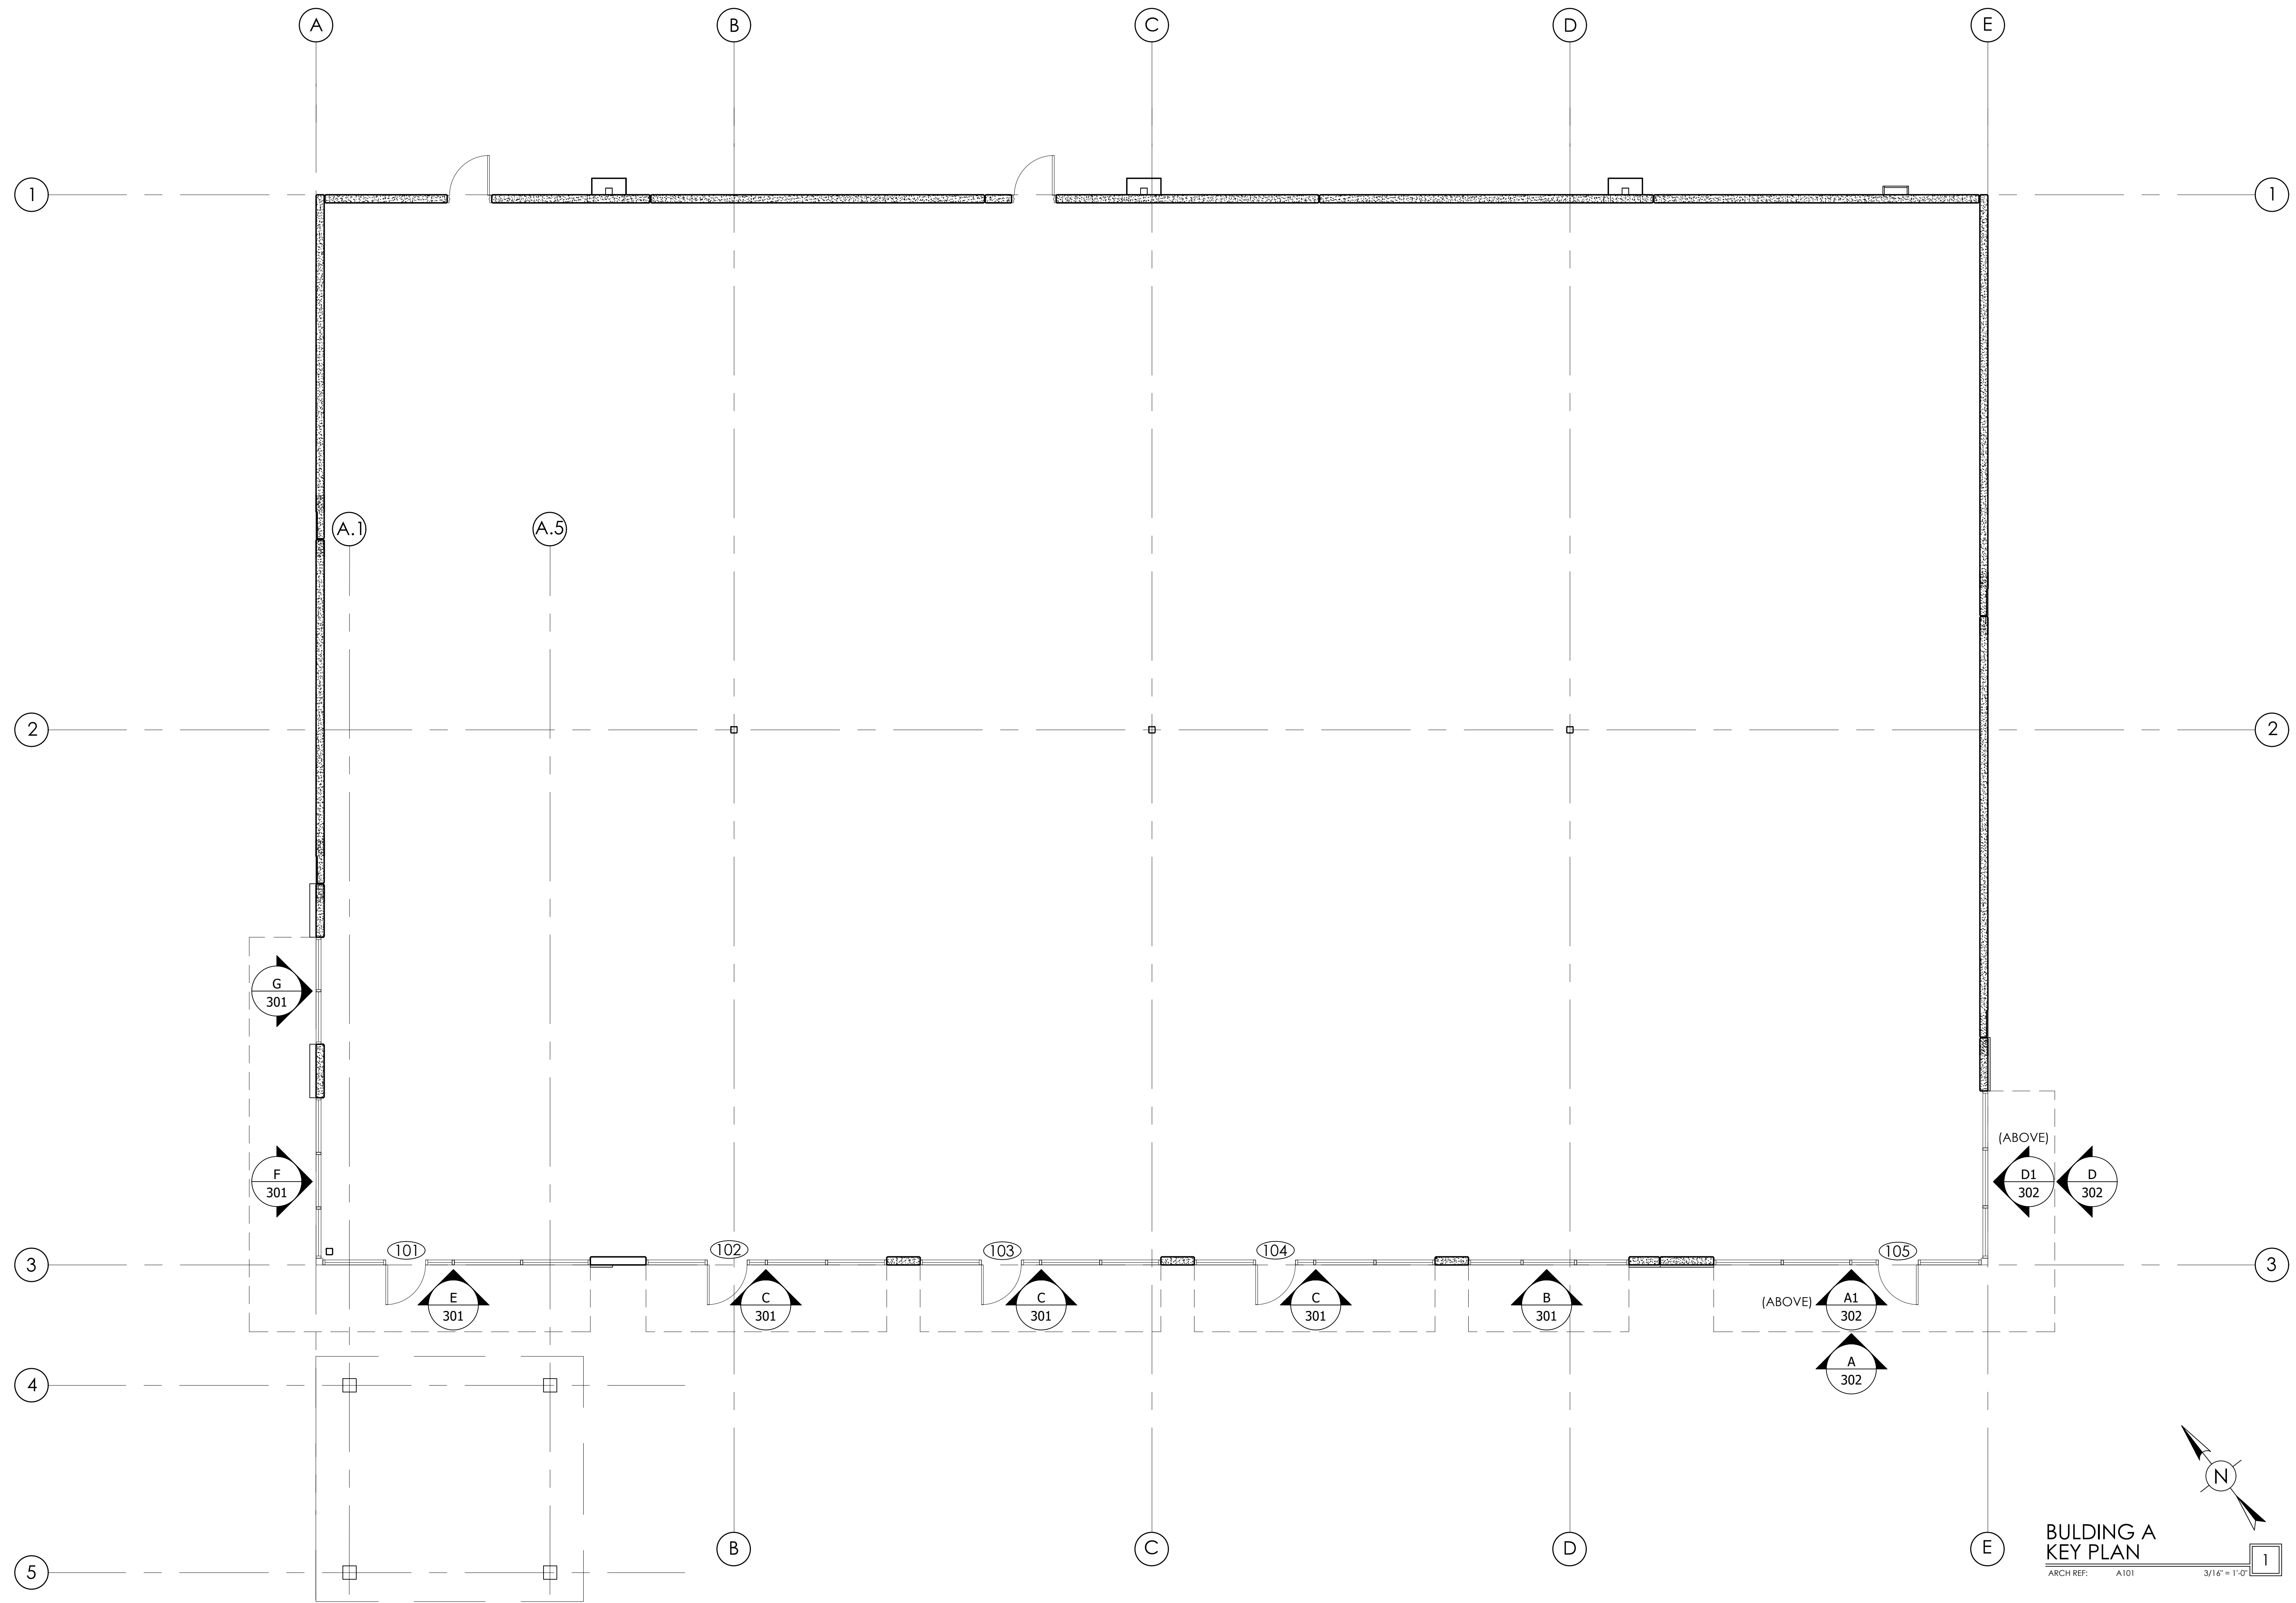 A B C D E
1 1
A.1 A.5
2 2
G
301
(ABOVE)
F
301
D1
302
D
302
101 102 103 104 105
3 3
E
301
C
301
C
301
C
301
B
301
(ABOVE)
A1
302
A
302
4
N
BULDING A
KEY PLAN
1
ARCH REF: A101 3/16" = 1'-0"
B C D E
5